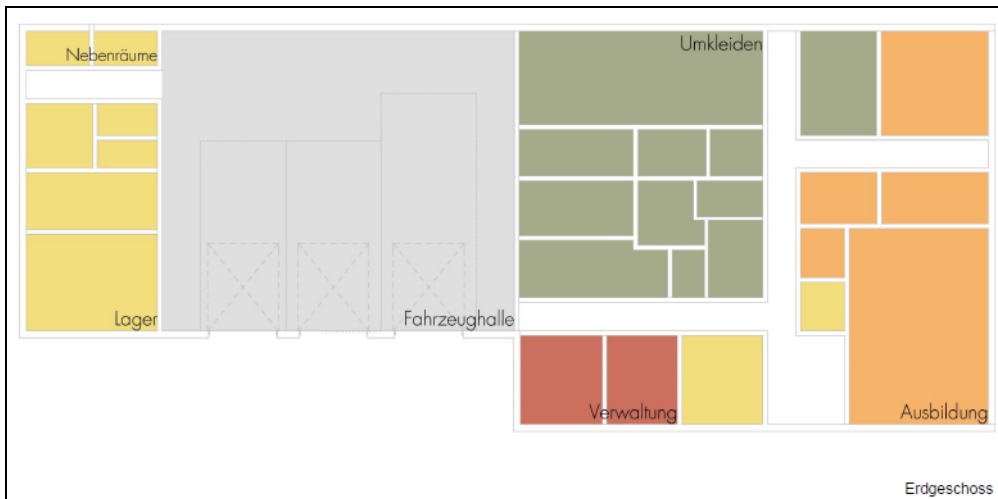 Nebenräume
Umkleiden
Lager
Fahrzeughalle
Verwaltung
Ausbildung
Erdgeschoss